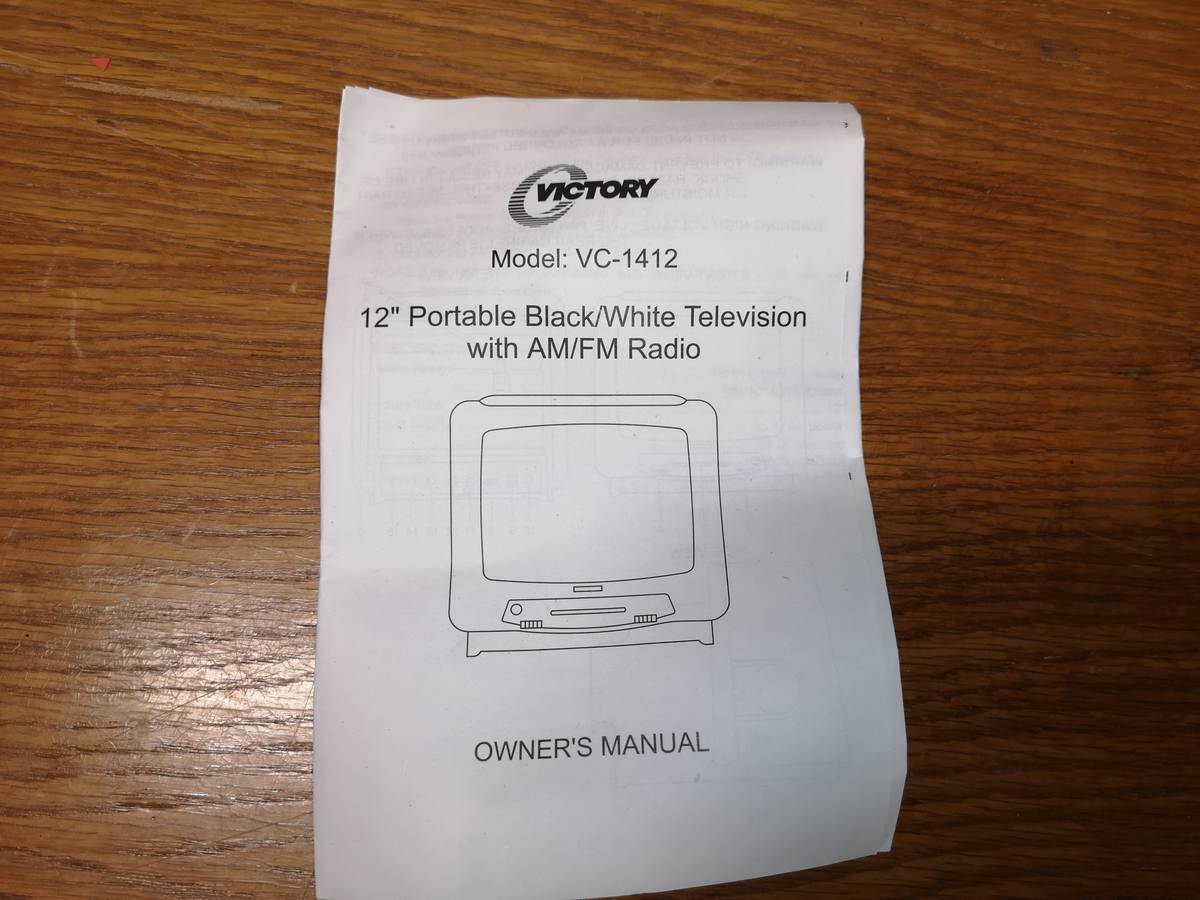 VICTORY
Model: VC-1412
12" Portable Black/White Television
with AM/FM Radio
OWNER'S MANUAL